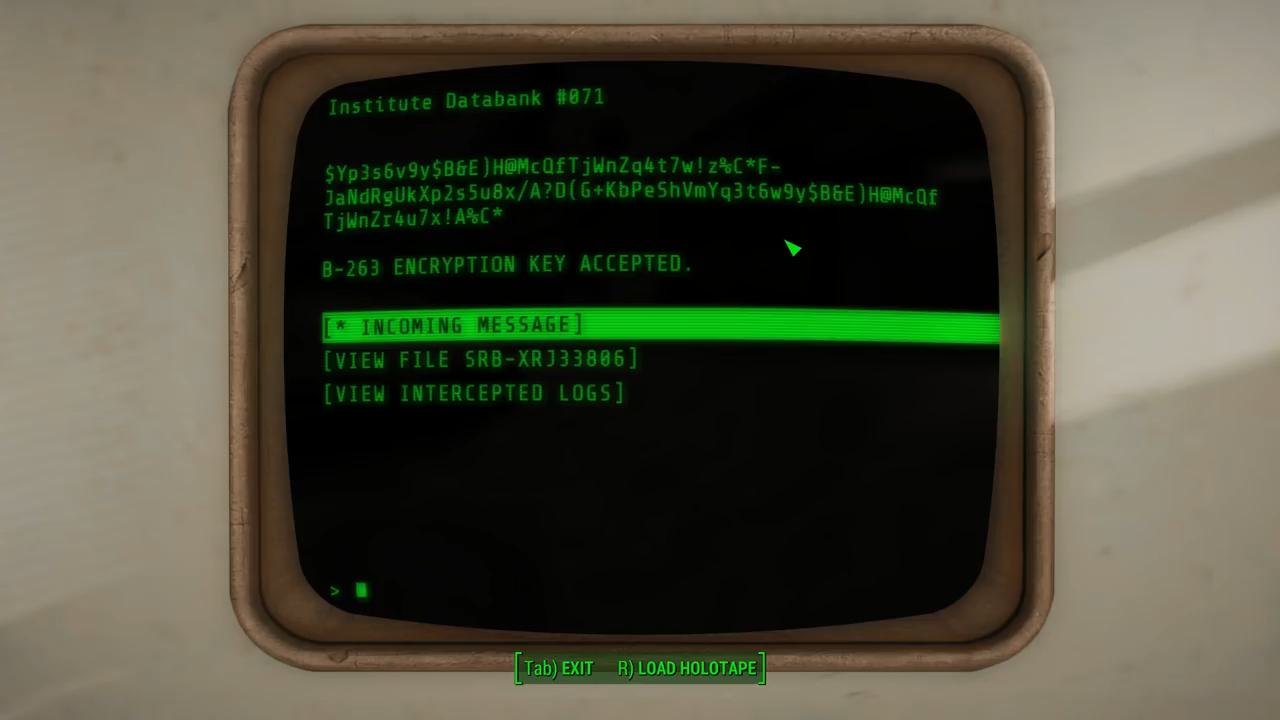 Institute Databank #071
$Yp3s6v9y$B&E)H@McQfTjWnZq4t7w!z%C*F-
JaNdRgUkXp2s5u8x/A?D(G+KbPeShVmYq3t6w9y$B&E)H@McQf
TjWnZr4u7x!A%C*
B-263 ENCRYPTION KEY ACCEPTED.
[* INCOMING MESSAGE]
[VIEW FILE SRB-XRJ33806]
[VIEW INTERCEPTED LOGS]
>
[Tab) EXIT R) LOAD HOLOTAPE]